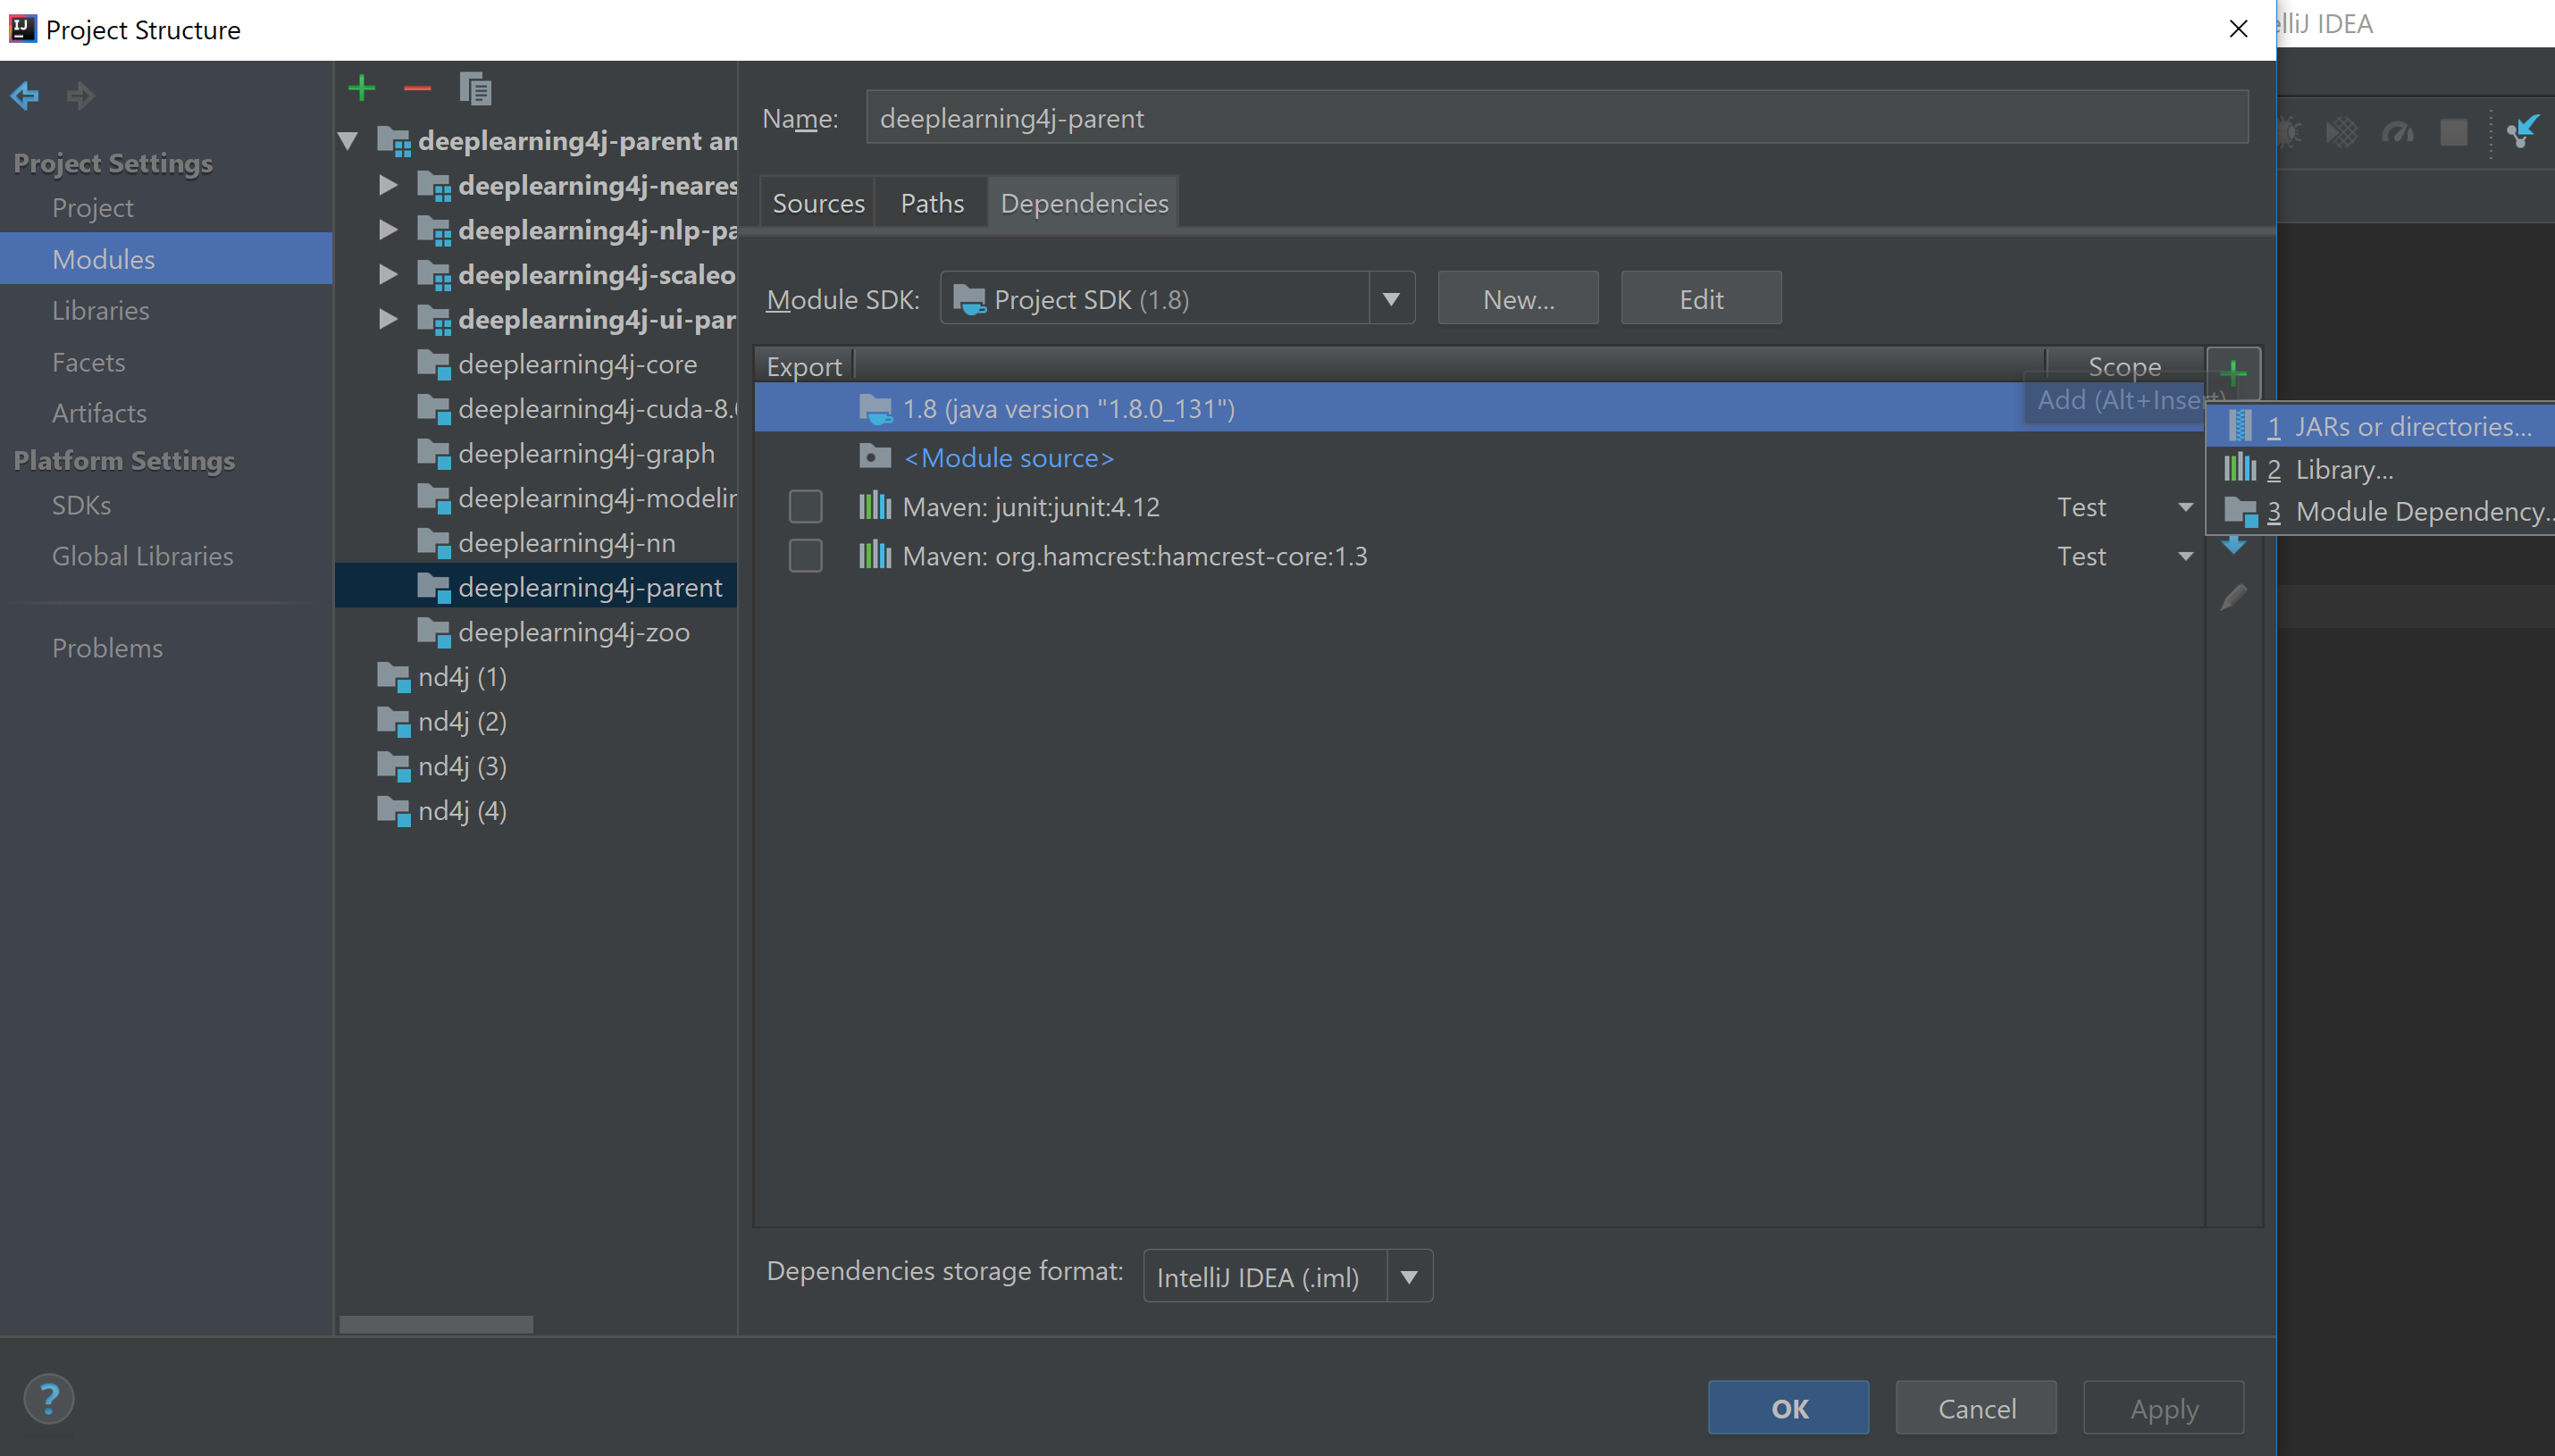 Project Structure
IntelliJ IDEA
Project Settings
Project
Modules
Libraries
Facets
Artifacts
Platform Settings
SDKs
Global Libraries
Problems
deeplearning4j-parent an
deeplearning4j-neares
deeplearning4j-nlp-pa
deeplearning4j-scaleo
deeplearning4j-ui-par
deeplearning4j-core
deeplearning4j-cuda-8.0
deeplearning4j-graph
deeplearning4j-modelin
deeplearning4j-nn
deeplearning4j-parent
deeplearning4j-zoo
nd4j (1)
nd4j (2)
nd4j (3)
nd4j (4)
Name: deeplearning4j-parent
Sources Paths Dependencies
Module SDK: Project SDK (1.8) New... Edit
Export Scope
1.8 (java version "1.8.0_131")
Add (Alt+Insert)
<Module source>
Maven: junit:junit:4.12 Test
Maven: org.hamcrest:hamcrest-core:1.3 Test
1 JARs or directories...
2 Library...
3 Module Dependency...
Dependencies storage format: IntelliJ IDEA (.iml)
?
OK Cancel Apply